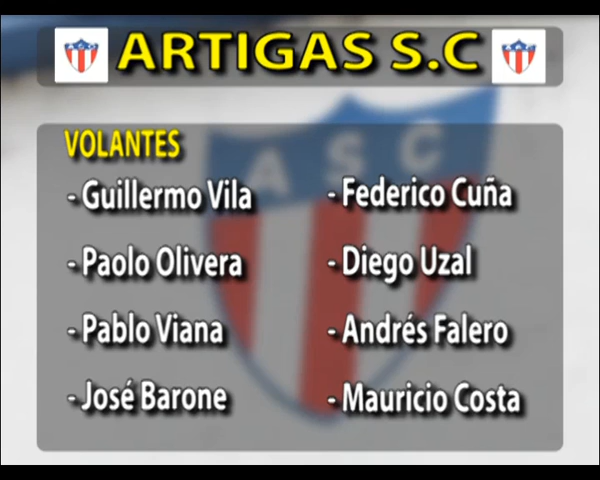 ARTIGAS S.C
A S C
VOLANTES
- Guillermo Vila
- Paolo Olivera
- Pablo Viana
- José Barone
- Federico Cuña
- Diego Uzal
- Andrés Falero
- Mauricio Costa